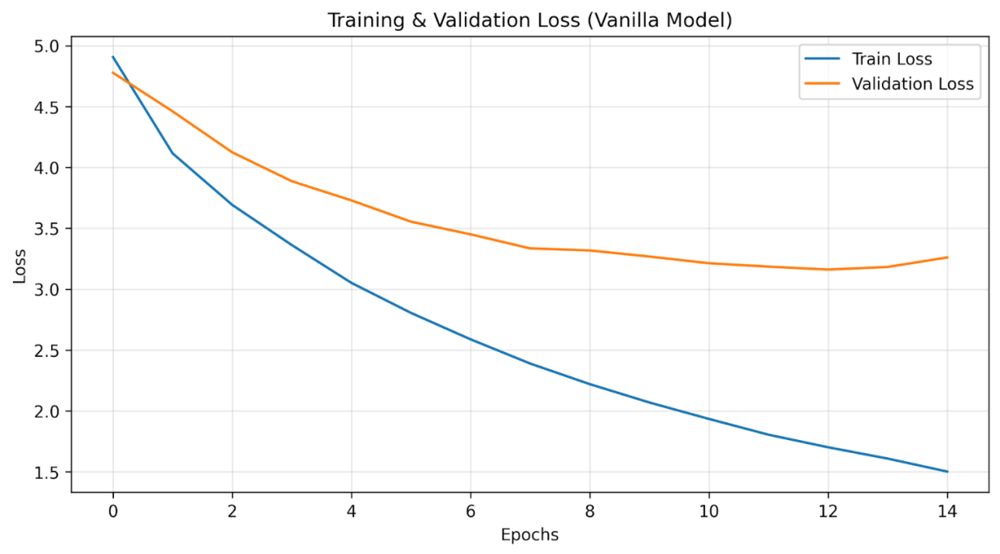 Training & Validation Loss (Vanilla Model)
Train Loss
Validation Loss
Loss
5.0
4.5
4.0
3.5
3.0
2.5
2.0
1.5
0 2 4 6 8 10 12 14
Epochs